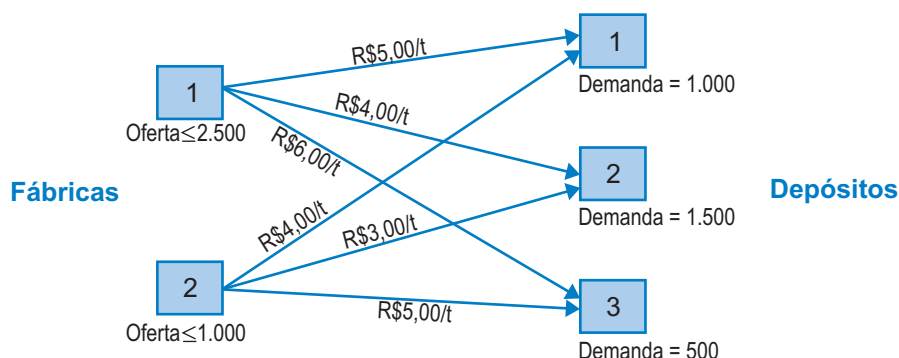 Fábricas
1
Oferta≤2.500
2
Oferta≤1.000
R$5,00/t
R$4,00/t
R$6,00/t
R$4,00/t
R$3,00/t
R$5,00/t
1
Demanda = 1.000
2
Demanda = 1.500
3
Demanda = 500
Depósitos